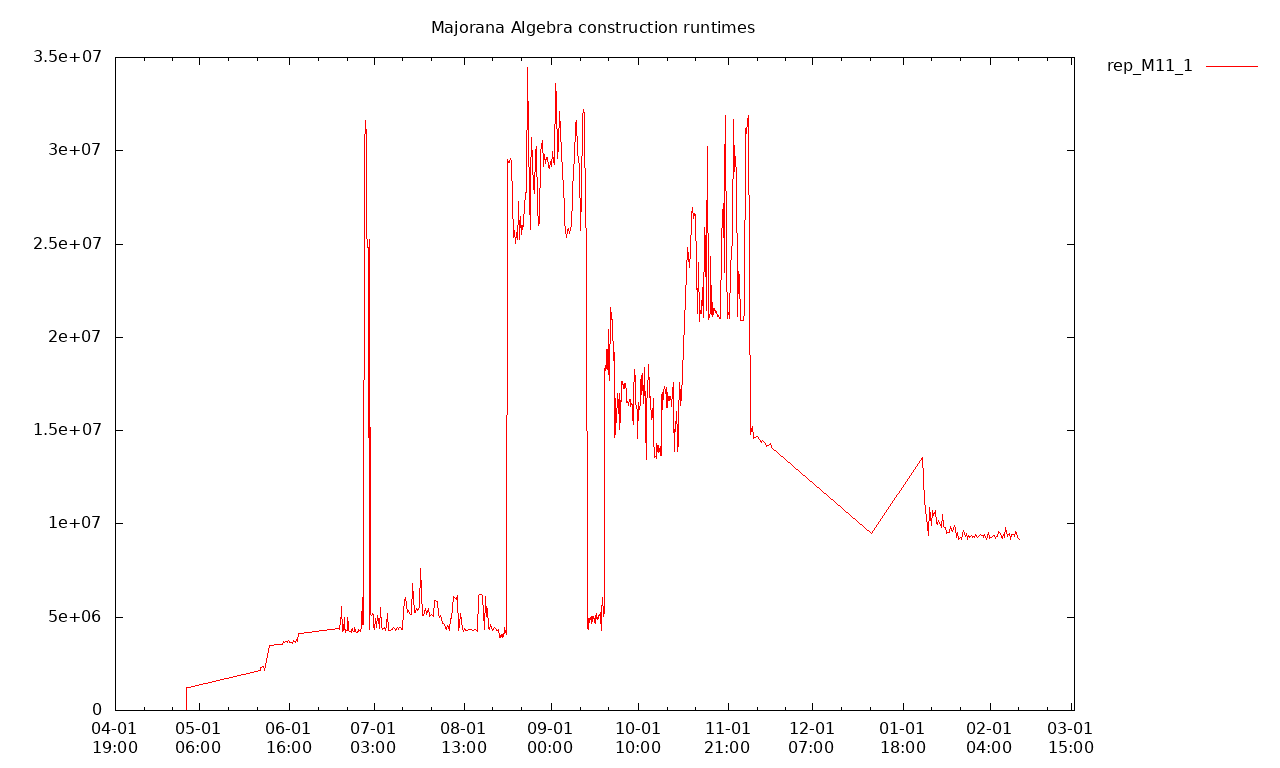 Majorana Algebra construction runtimes
rep_M11_1
3.5e+07
3e+07
2.5e+07
2e+07
1.5e+07
1e+07
5e+06
0
04-01 05-01 06-01 07-01 08-01 09-01 10-01 11-01 12-01 01-01 02-01 03-01
19:00 06:00 16:00 03:00 13:00 00:00 10:00 21:00 07:00 18:00 04:00 15:00